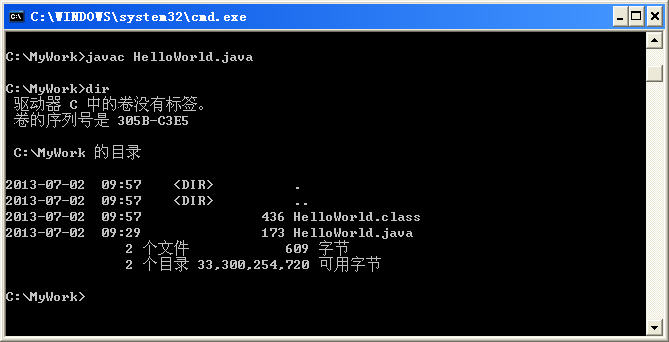 C:\WINDOWS\system32\cmd.exe
C:\MyWork>javac HelloWorld.java
C:\MyWork>dir
驱动器 C 中的卷没有标签。
卷的序列号是 305B-C3E5
C:\MyWork 的目录
2013-07-02  09:57    <DIR>          .
2013-07-02  09:57    <DIR>          ..
2013-07-02  09:57               436 HelloWorld.class
2013-07-02  09:29               173 HelloWorld.java
2 个文件            609 字节
2 个目录 33,300,254,720 可用字节
C:\MyWork>